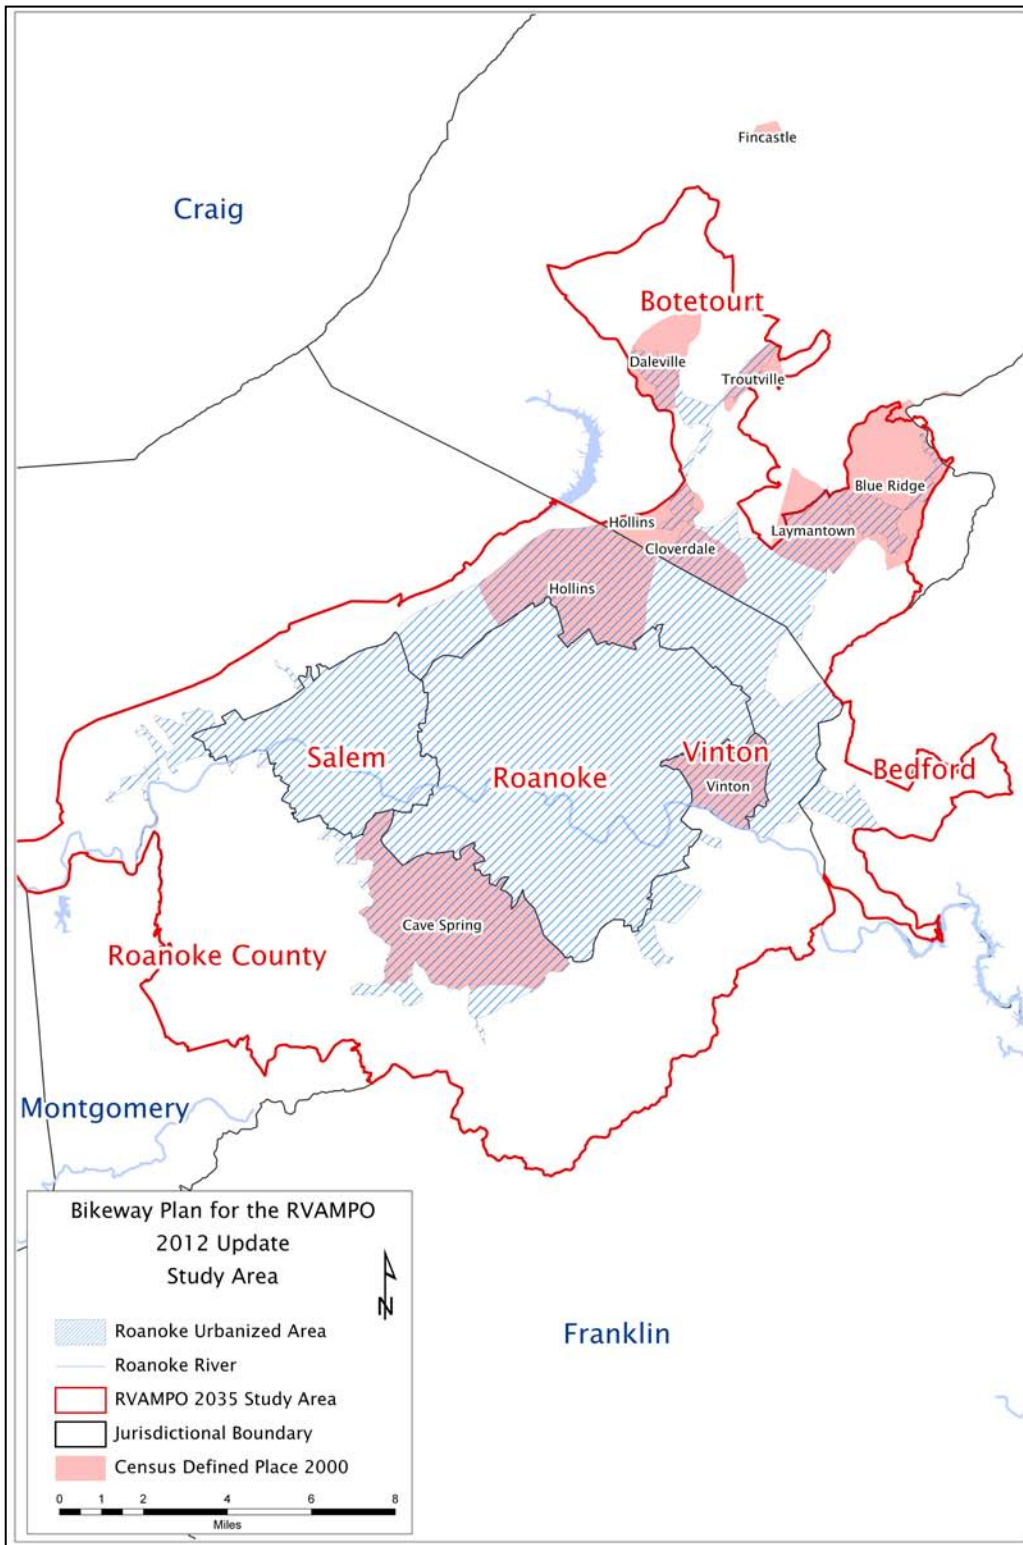 Fincastle
Craig
Botetourt
Daleville
Troutville
Blue Ridge
Hollins
Laymantown
Cloverdale
Hollins
Salem
Roanoke
Vinton
Vinton
Bedford
Cave Spring
Roanoke County
Montgomery
Franklin
Bikeway Plan for the RVAMPO
2012 Update
Study Area
N
Roanoke Urbanized Area
Roanoke River
RVAMPO 2035 Study Area
Jurisdictional Boundary
Census Defined Place 2000
0 1 2 4 6 8
Miles